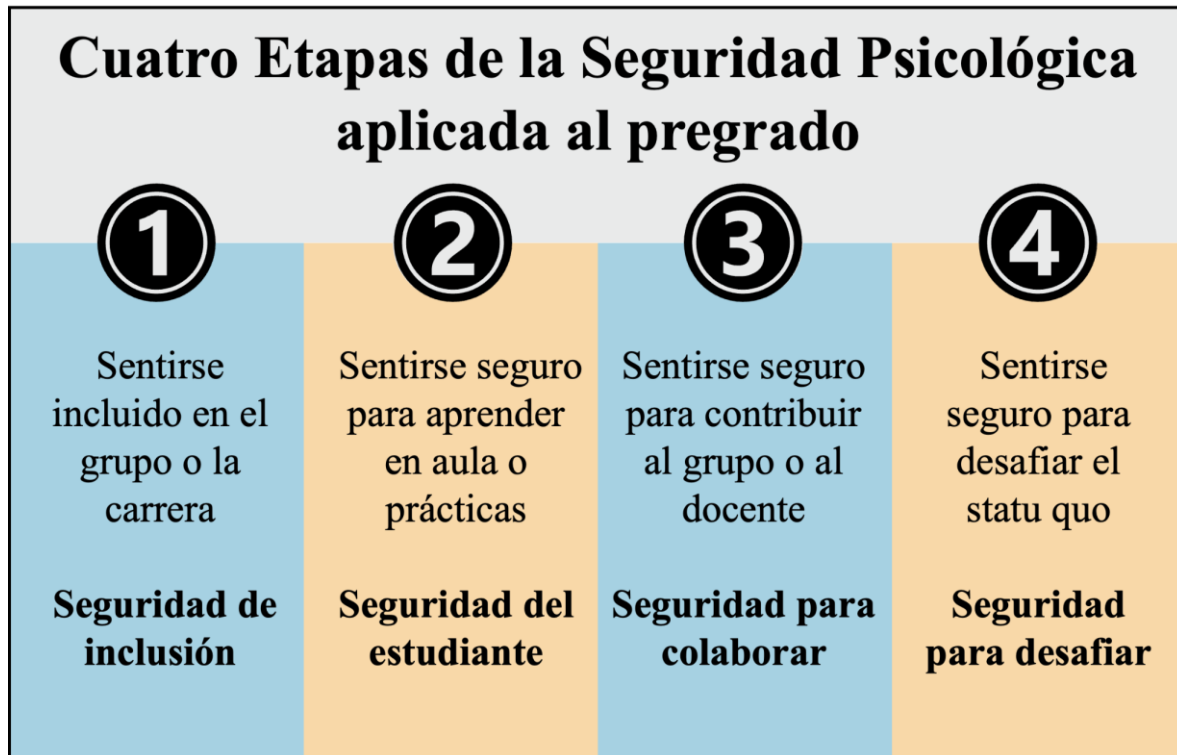 Cuatro Etapas de la Seguridad Psicológica
aplicada al pregrado
1
Sentirse
incluido en el
grupo o la
carrera
Seguridad de
inclusión
2
Sentirse seguro
para aprender
en aula o
prácticas
Seguridad del
estudiante
3
Sentirse seguro
para contribuir
al grupo o al
docente
Seguridad para
colaborar
4
Sentirse
seguro para
desafiar el
statu quo
Seguridad
para desafiar